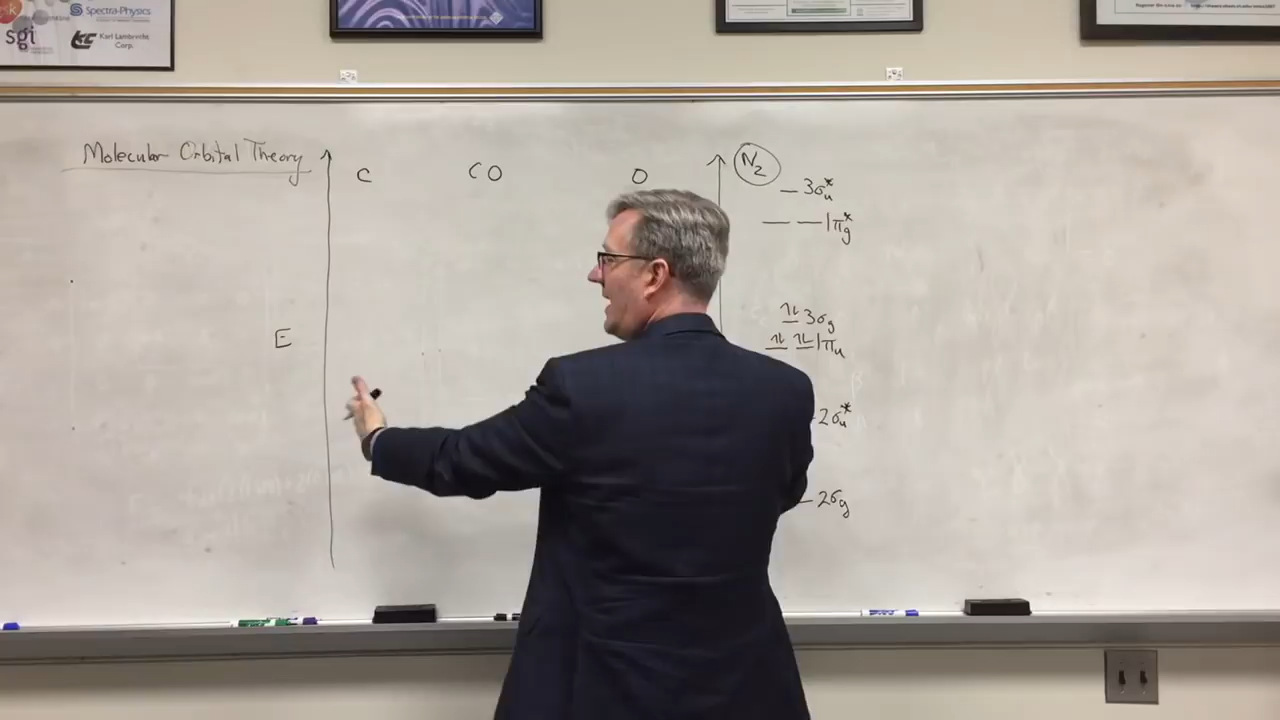 Spectra-Physics
sgi
Karl Lambrecht
Corp.
Molecular Orbital Theory
C CO O
E
N2
3σu*
1πg*
3σg
1πu
2σu*
2σg